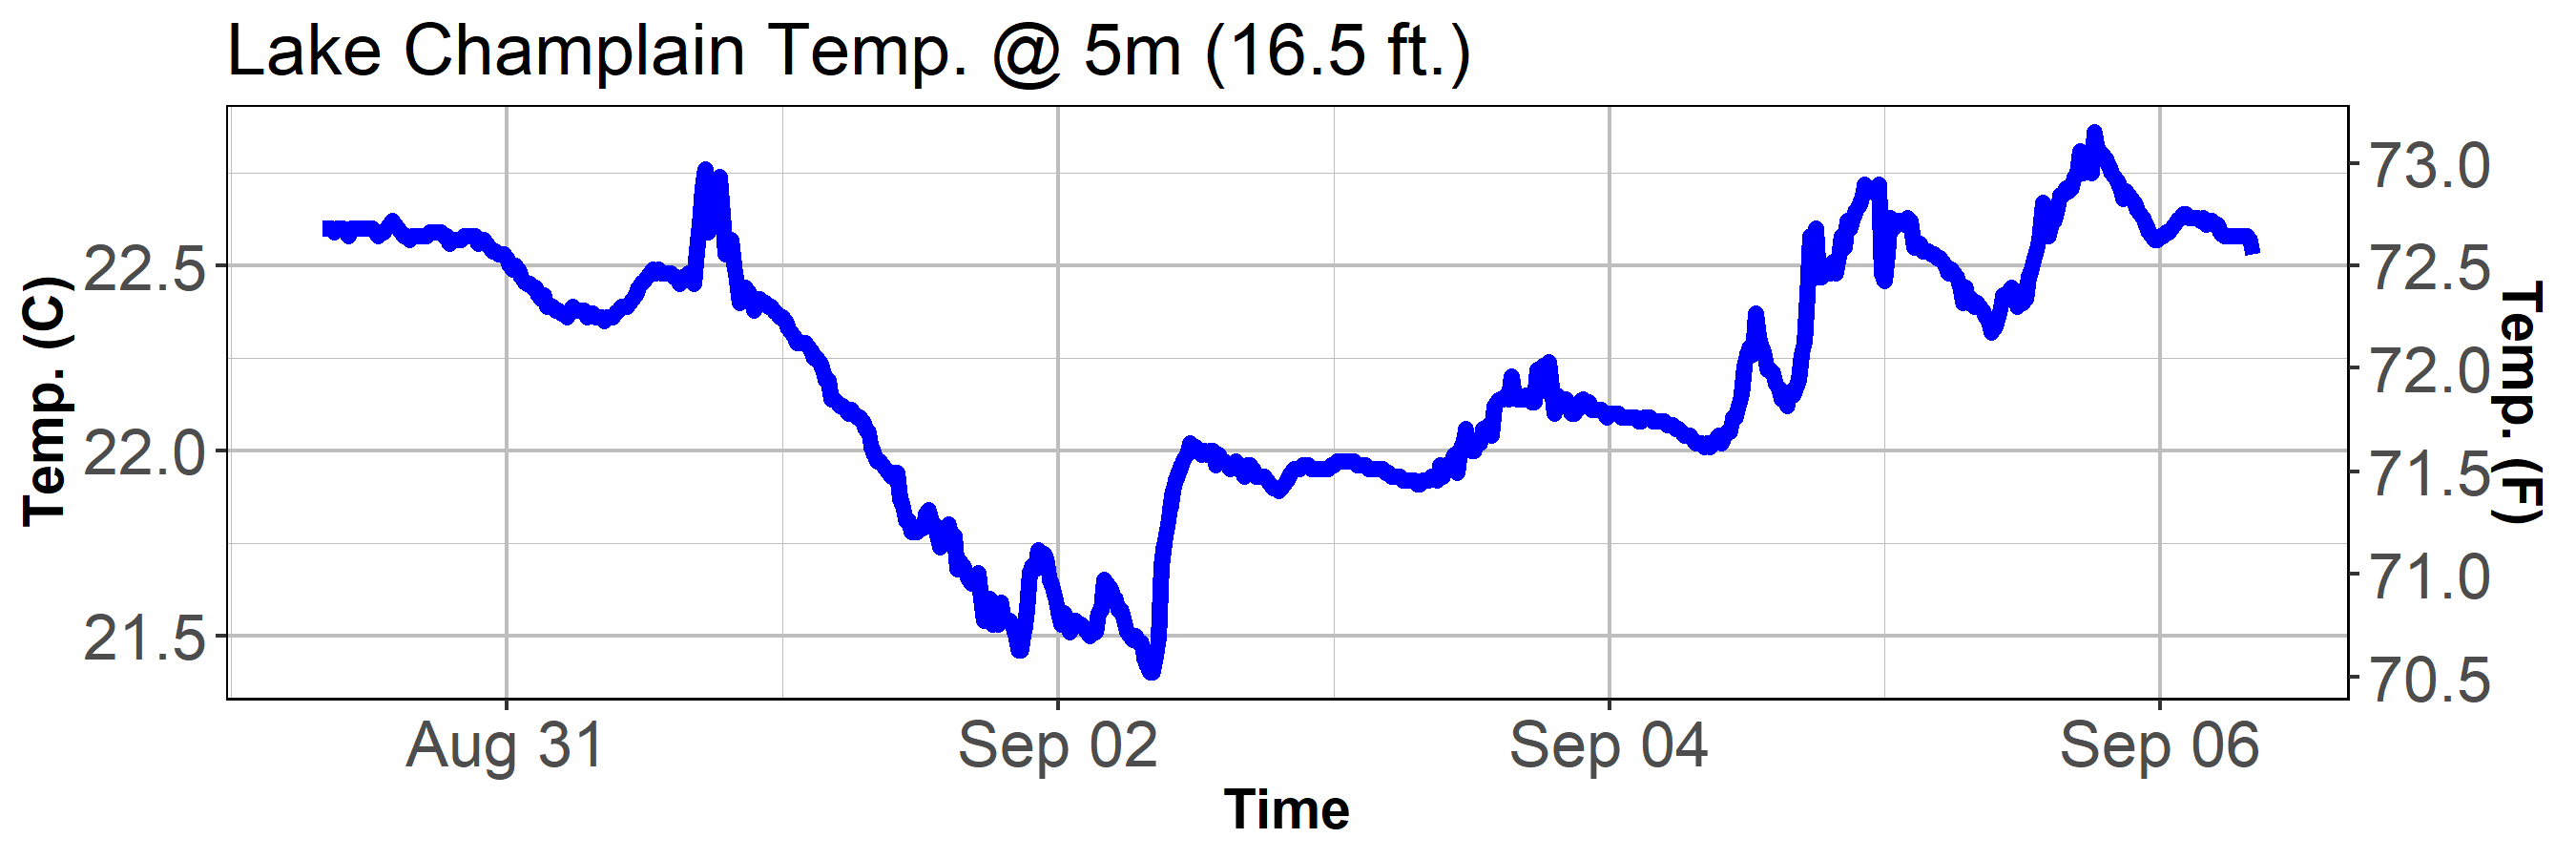 Lake Champlain Temp. @ 5m (16.5 ft.)
Temp. (C)
22.5
22.0
21.5
73.0
72.5
72.0
71.5
71.0
70.5
Temp. (F)
Aug 31
Sep 02
Sep 04
Sep 06
Time